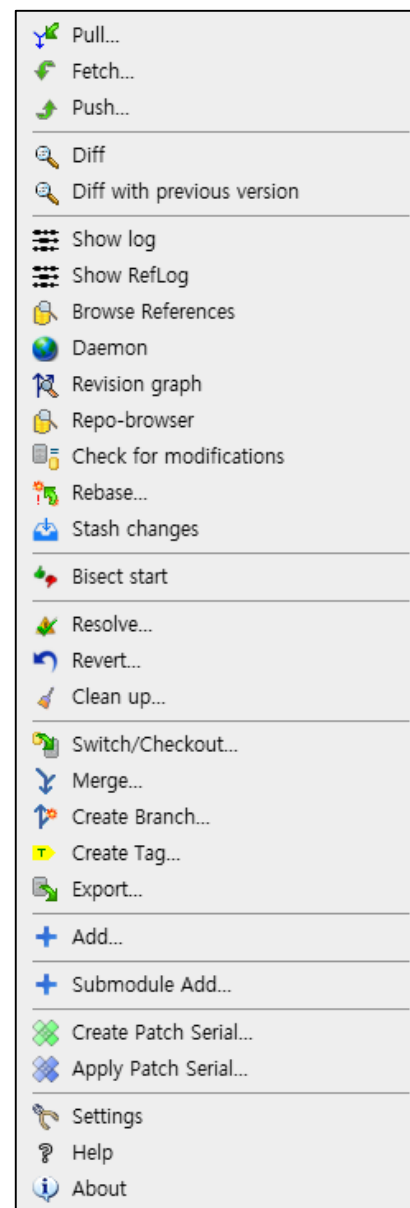 Pull...
Fetch...
Push...
Diff
Diff with previous version
Show log
Show RefLog
Browse References
Daemon
Revision graph
Repo-browser
Check for modifications
Rebase...
Stash changes
Bisect start
Resolve...
Revert...
Clean up...
Switch/Checkout...
Merge...
Create Branch...
Create Tag...
Export...
Add...
Submodule Add...
Create Patch Serial...
Apply Patch Serial...
Settings
Help
About